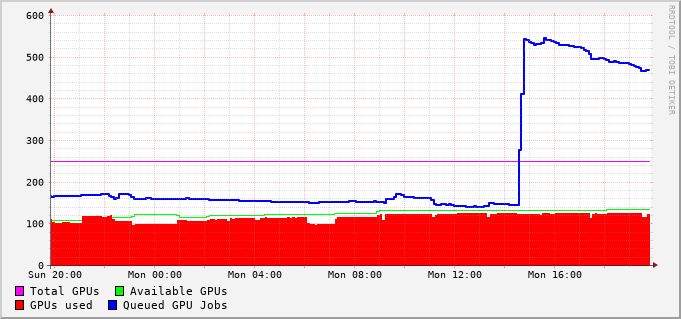 600
500
400
300
200
100
0
Sun 20:00 Mon 00:00 Mon 04:00 Mon 08:00 Mon 12:00 Mon 16:00
Total GPUs Available GPUs
GPUs used Queued GPU Jobs
RRDTOOL / TOBI OETIKER